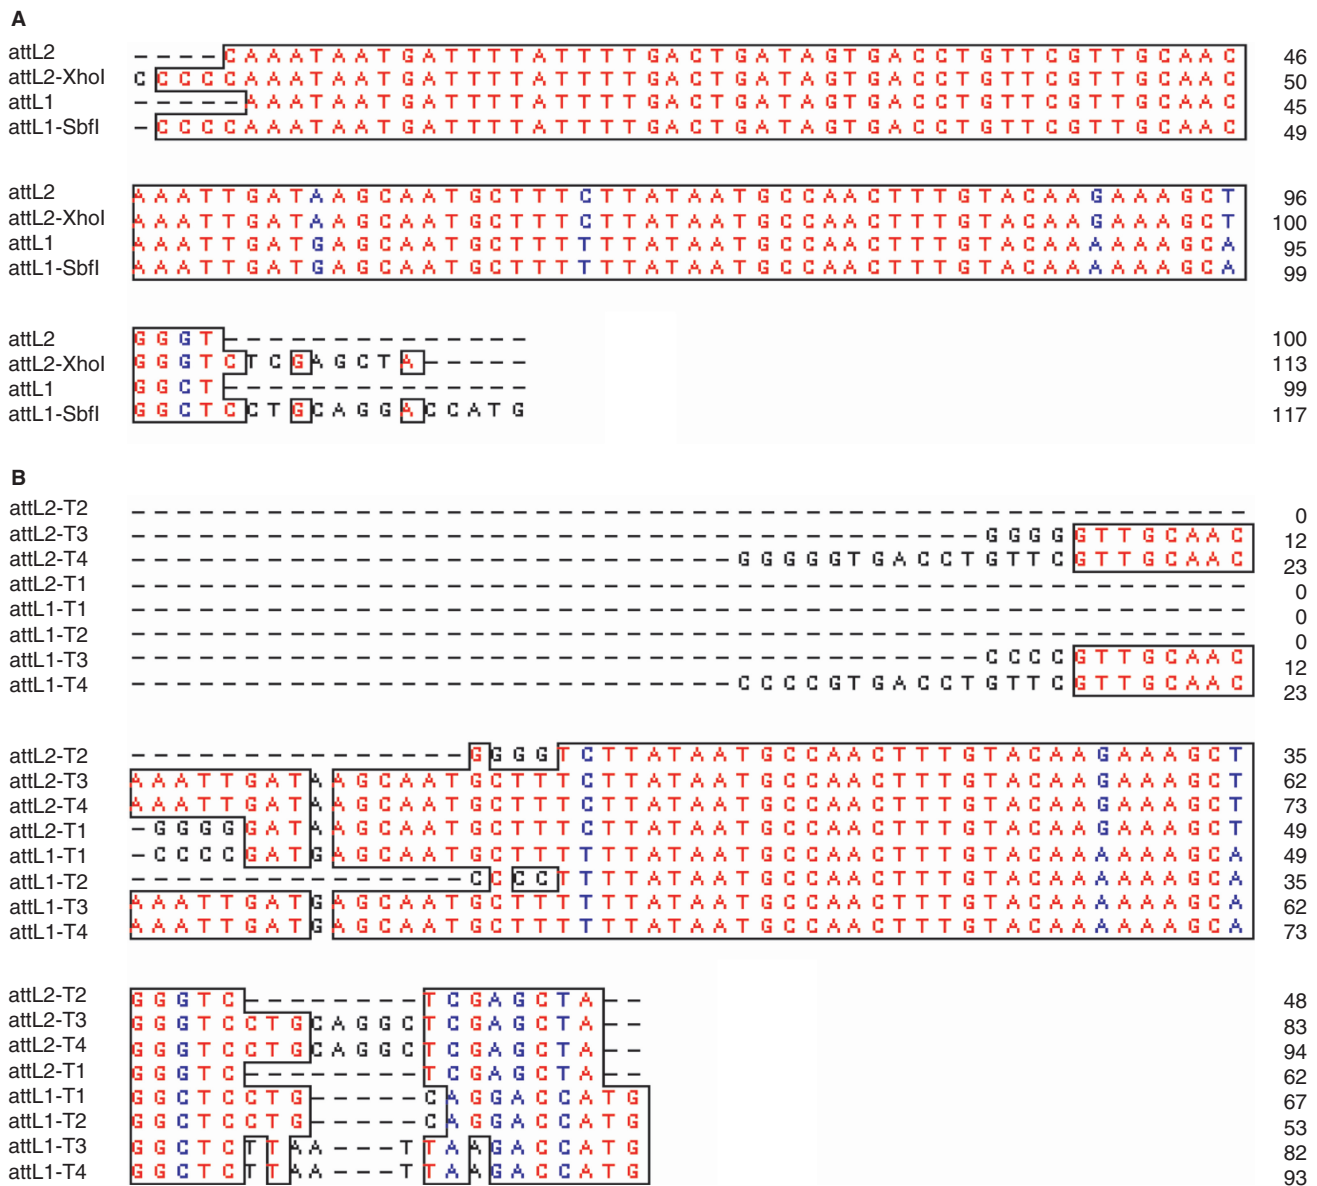 A
attL2 ----CAAATAATGATTTTATTTTGACTGATAGTGACCTGTTCGTTGCAAC 46
attL2-XhoI CCCCCAAATAATGATTTTATTTTGACTGATAGTGACCTGTTCGTTGCAAC 50
attL1 -----AAATAATGATTTTATTTTGACTGATAGTGACCTGTTCGTTGCAAC 45
attL1-SbfI -CCCCAAATAATGATTTTATTTTGACTGATAGTGACCTGTTCGTTGCAAC 49
attL2 AAATTGATAAGCAATGCTTTCTTATAATGCCAACTTTGTACAAGAAAGCT 96
attL2-XhoI AAATTGATAAGCAATGCTTTCTTATAATGCCAACTTTGTACAAGAAAGCT 100
attL1 AAATTGATGAGCAATGCTTTTTTATAATGCCAACTTTGTACAAAAAAGCA 95
attL1-SbfI AAATTGATGAGCAATGCTTTTTTATAATGCCAACTTTGTACAAAAAAGCA 99
attL2 GGGT-------------- 100
attL2-XhoI GGGTCTCGAGCTA----- 113
attL1 GGCT-------------- 99
attL1-SbfI GGCTCCTGCAGGACCATG 117
B
attL2-T2 -------------------------------------------------- 0
attL2-T3 --------------------------------------GGGGGTTGCAAC 12
attL2-T4 ---------------------------GGGGGTGACCTGTTCGTTGCAAC 23
attL2-T1 -------------------------------------------------- 0
attL1-T1 -------------------------------------------------- 0
attL1-T2 -------------------------------------------------- 0
attL1-T3 --------------------------------------CCCCGTTGCAAC 12
attL1-T4 ---------------------------CCCCGTGACCTGTTCGTTGCAAC 23
attL2-T2 ---------------GGGGTCTTATAATGCCAACTTTGTACAAGAAAGCT 35
attL2-T3 AAATTGATAAGCAATGCTTTCTTATAATGCCAACTTTGTACAAGAAAGCT 62
attL2-T4 AAATTGATAAGCAATGCTTTCTTATAATGCCAACTTTGTACAAGAAAGCT 73
attL2-T1 -GGGGGATAAGCAATGCTTTCTTATAATGCCAACTTTGTACAAGAAAGCT 49
attL1-T1 -CCCCGATGAGCAATGCTTTTTTATAATGCCAACTTTGTACAAAAAAGCA 49
attL1-T2 ---------------CCCCTTTTATAATGCCAACTTTGTACAAAAAAGCA 35
attL1-T3 AAATTGATGAGCAATGCTTTTTTATAATGCCAACTTTGTACAAAAAAGCA 62
attL1-T4 AAATTGATGAGCAATGCTTTTTTATAATGCCAACTTTGTACAAAAAAGCA 73
attL2-T2 GGGTC--------TCGAGCTA-- 48
attL2-T3 GGGTCCTGCAGGCTCGAGCTA-- 83
attL2-T4 GGGTCCTGCAGGCTCGAGCTA-- 94
attL2-T1 GGGTC--------TCGAGCTA-- 62
attL1-T1 GGCTCCTG-----CAGGACCATG 67
attL1-T2 GGCTCCTG-----CAGGACCATG 53
attL1-T3 GGCTCTTAA---TTAAGACCATG 82
attL1-T4 GGCTCTTAA---TTAAGACCATG 93